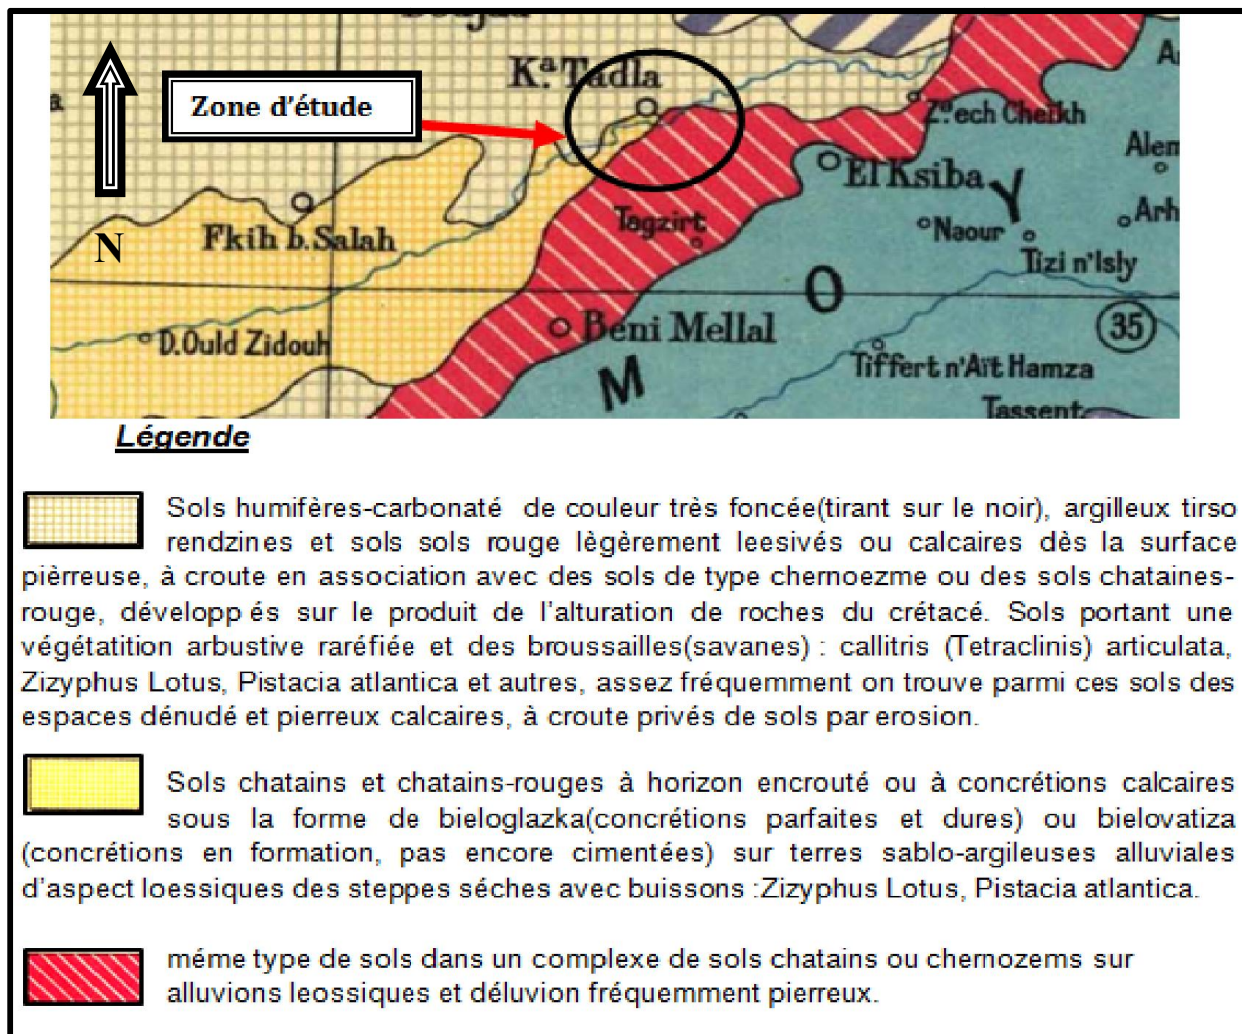 Kª. Tadla
Zone d'étude
Zⁿ. ech Cheikh
Alem
El Ksiba
Y
Arh
Tagzirt
Naour
Fkih b. Salah
N
Tizi n'Isly
O
35
Beni Mellal
D. Ould Zidouh
Tiffert n'Aït Hamza
M
Tassent
Légende
Sols humifères-carbonaté de couleur très foncée(tirant sur le noir), argilleux tirso
rendzines et sols sols rouge lègèrement leesivés ou calcaires dès la surface
pièrreuse, à croute en association avec des sols de type chernoezme ou des sols chataines-
rouge, développ és sur le produit de l'alturation de roches du crétacé. Sols portant une
végétatition arbustive raréfiée et des broussailles(savanes) : callitris (Tetraclinis) articulata,
Zizyphus Lotus, Pistacia atlantica et autres, assez fréquemment on trouve parmi ces sols des
espaces dénudé et pierreux calcaires, à croute privés de sols par erosion.
Sols chatains et chatains-rouges à horizon encrouté ou à concrétions calcaires
sous la forme de bieloglazka(concrétions parfaites et dures) ou bielovatiza
(concrétions en formation, pas encore cimentées) sur terres sablo-argileuses alluviales
d'aspect loessiques des steppes séches avec buissons :Zizyphus Lotus, Pistacia atlantica.
méme type de sols dans un complexe de sols chatains ou chernozems sur
alluvions leossiques et déluvion fréquemment pierreux.